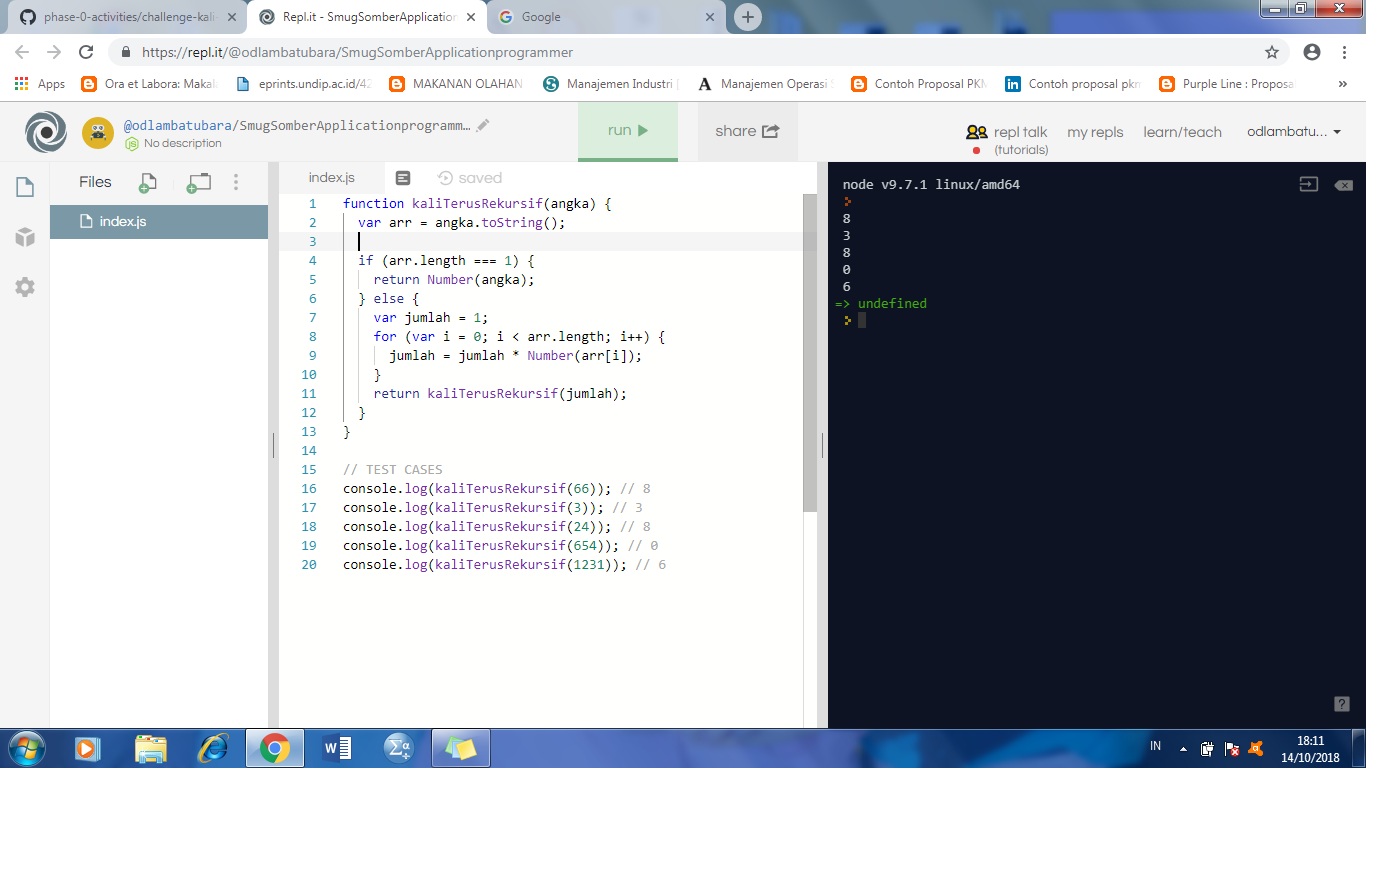 phase-0-activities/challenge-kali-
Repl.it - SmugSomberApplication
Google
https://repl.it/@odlambatubara/SmugSomberApplicationprogrammer
Apps
Ora et Labora: Makal
eprints.undip.ac.id/42
MAKANAN OLAHAN
Manajemen Industri
Manajemen Operasi
Contoh Proposal PKM
Contoh proposal pkm
Purple Line : Proposa
»
@odlambatubara/SmugSomberApplicationprogramm...
No description
run
share
repl talk
(tutorials)
my repls
learn/teach
odlambatu...
Files
index.js
index.js
saved
1 function kaliTerusRekursif(angka) {
2 var arr = angka.toString();
3
4 if (arr.length === 1) {
5 return Number(angka);
6 } else {
7 var jumlah = 1;
8 for (var i = 0; i < arr.length; i++) {
9 jumlah = jumlah * Number(arr[i]);
10 }
11 return kaliTerusRekursif(jumlah);
12 }
13 }
14
15 // TEST CASES
16 console.log(kaliTerusRekursif(66)); // 8
17 console.log(kaliTerusRekursif(3)); // 3
18 console.log(kaliTerusRekursif(24)); // 8
19 console.log(kaliTerusRekursif(654)); // 0
20 console.log(kaliTerusRekursif(1231)); // 6
node v9.7.1 linux/amd64
8
3
8
0
6
=> undefined
?
IN
18:11
14/10/2018